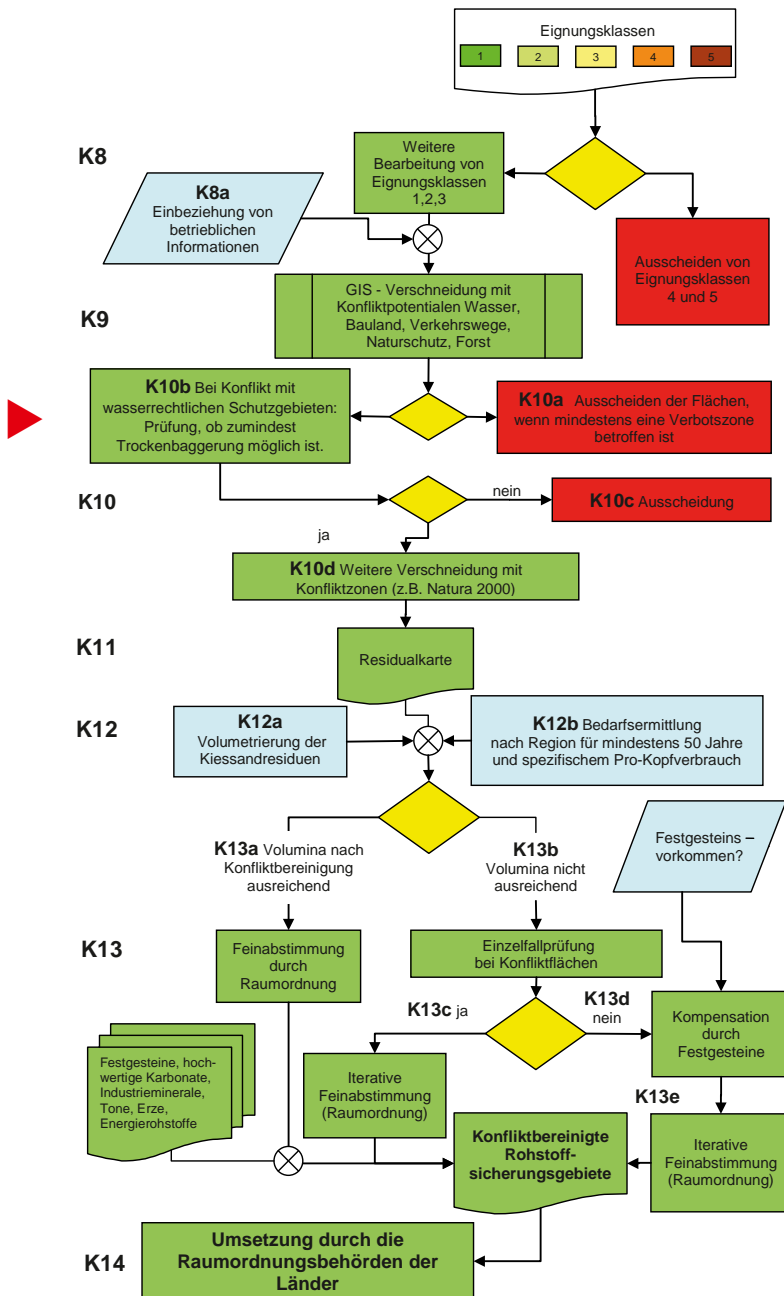 Eignungsklassen
1 2 3 4 5
K8
Weitere
Bearbeitung von
Eignungsklassen
1,2,3
K8a
Einbeziehung von
betrieblichen
Informationen
Ausscheiden von
Eignungsklassen
4 und 5
K9
GIS - Verschneidung mit
Konfliktpotentialen Wasser,
Bauland, Verkehrswege,
Naturschutz, Forst
K10b Bei Konflikt mit
wasserrechtlichen Schutzgebieten:
Prüfung, ob zumindest
Trockenbaggerung möglich ist.
K10a Ausscheiden der Flächen,
wenn mindestens eine Verbotszone
betroffen ist
K10
nein
K10c Ausscheidung
ja
K10d Weitere Verschneidung mit
Konfliktzonen (z.B. Natura 2000)
K11
Residualkarte
K12
K12a
Volumetrierung der
Kiessandresiduen
K12b Bedarfsermittlung
nach Region für mindestens 50 Jahre
und spezifischem Pro-Kopfverbrauch
K13a Volumina nach
Konfliktbereinigung
ausreichend
K13b
Volumina nicht
ausreichend
Festgesteins –
vorkommen?
K13
Feinabstimmung
durch
Raumordnung
Einzelfallprüfung
bei Konfliktflächen
K13c ja
K13d
nein
Kompensation
durch
Festgesteine
Festgesteine, hoch-
wertige Karbonate,
Industrieminerale,
Tone, Erze,
Energierohstoffe
Iterative
Feinabstimmung
(Raumordnung)
K13e
Konfliktbereinigte
Rohstoff-
sicherungsgebiete
Iterative
Feinabstimmung
(Raumordnung)
K14
Umsetzung durch die
Raumordnungsbehörden der
Länder